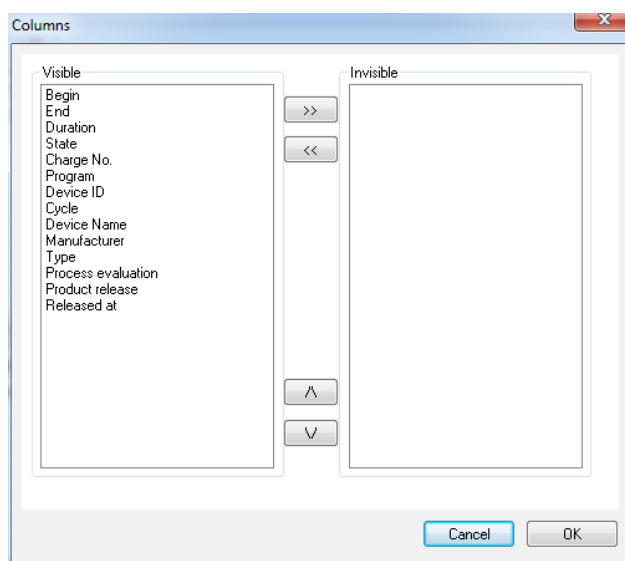 Columns
X
Visible
Begin
End
Duration
State
Charge No.
Program
Device ID
Cycle
Device Name
Manufacturer
Type
Process evaluation
Product release
Released at
>>
<<
/\
\/
Invisible
Cancel
OK